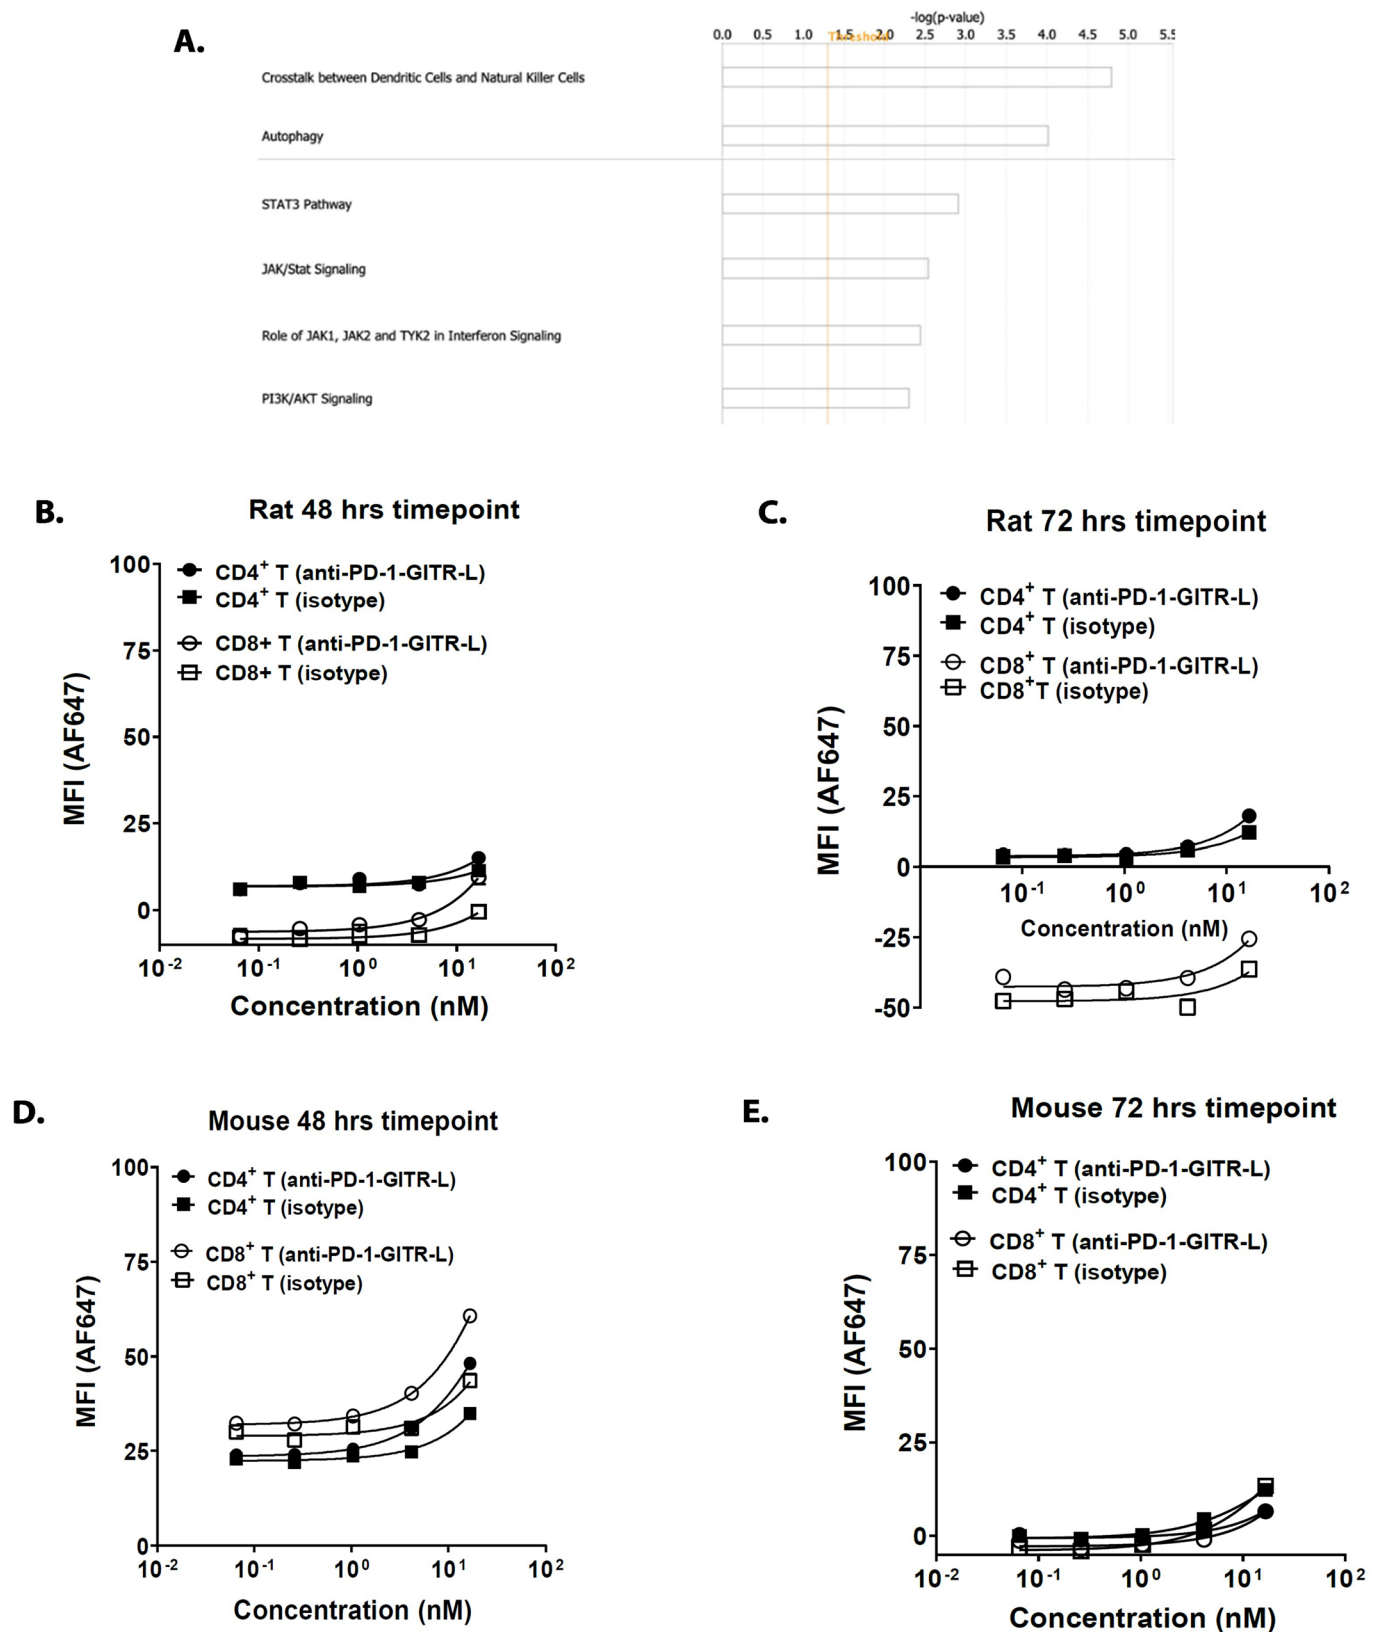 A.
-log(p-value)
0.0 0.5 1.0 1.5 2.0 2.5 3.0 3.5 4.0 4.5 5.0 5.5
Threshold
Crosstalk between Dendritic Cells and Natural Killer Cells
Autophagy
STAT3 Pathway
JAK/Stat Signaling
Role of JAK1, JAK2 and TYK2 in Interferon Signaling
PI3K/AKT Signaling
B.
Rat 48 hrs timepoint
100
75
50
25
0
MFI (AF647)
CD4+ T (anti-PD-1-GITR-L)
CD4+ T (isotype)
CD8+ T (anti-PD-1-GITR-L)
CD8+ T (isotype)
10-2 10-1 100 101 102
Concentration (nM)
C.
Rat 72 hrs timepoint
100
75
50
25
0
-25
-50
MFI (AF647)
CD4+ T (anti-PD-1-GITR-L)
CD4+ T (isotype)
CD8+ T (anti-PD-1-GITR-L)
CD8+T (isotype)
10-1 100 101 102
Concentration (nM)
D.
Mouse 48 hrs timepoint
100
75
50
25
0
MFI (AF647)
CD4+ T (anti-PD-1-GITR-L)
CD4+ T (isotype)
CD8+ T (anti-PD-1-GITR-L)
CD8+ T (isotype)
10-2 10-1 100 101 102
Concentration (nM)
E.
Mouse 72 hrs timepoint
100
75
50
25
0
MFI (AF647)
CD4+ T (anti-PD-1-GITR-L)
CD4+ T (isotype)
CD8+ T (anti-PD-1-GITR-L)
CD8+ T (isotype)
10-2 10-1 100 101 102
Concentration (nM)